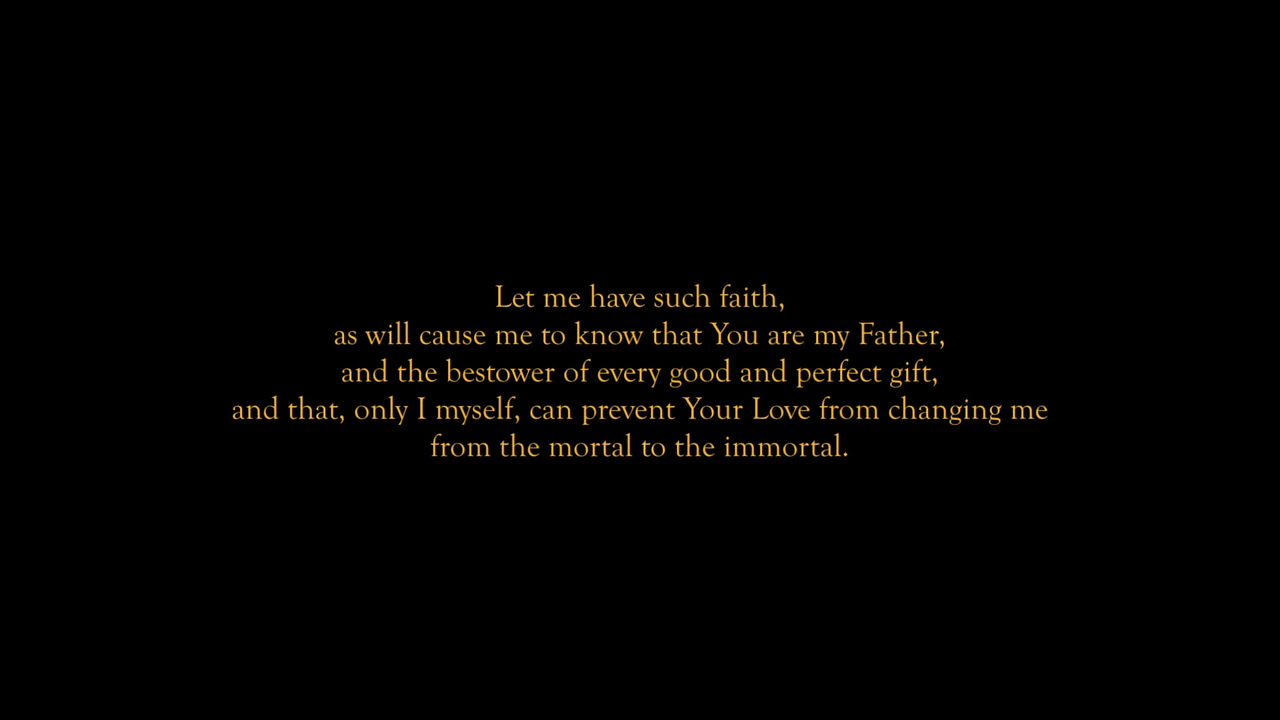 Let me have such faith,
as will cause me to know that You are my Father,
and the bestower of every good and perfect gift,
and that, only I myself, can prevent Your Love from changing me
from the mortal to the immortal.